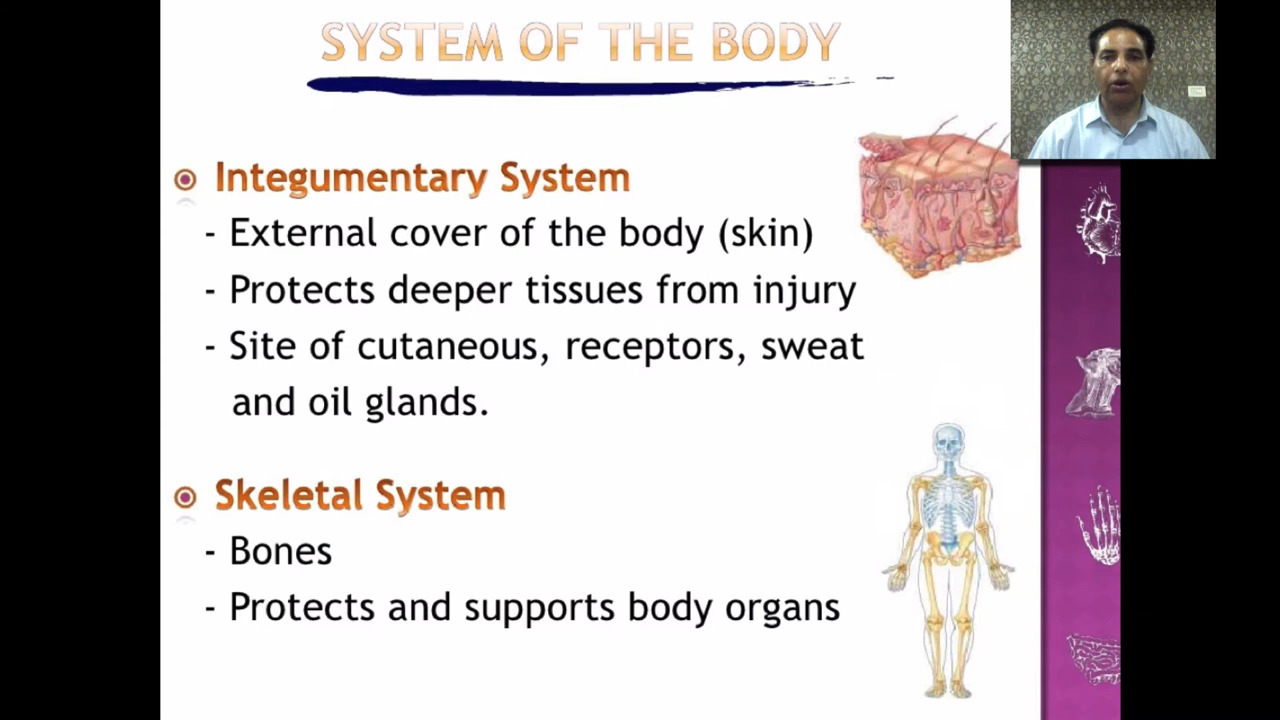 SYSTEM OF THE BODY
Integumentary System
- External cover of the body (skin)
- Protects deeper tissues from injury
- Site of cutaneous, receptors, sweat
and oil glands.
Skeletal System
- Bones
- Protects and supports body organs